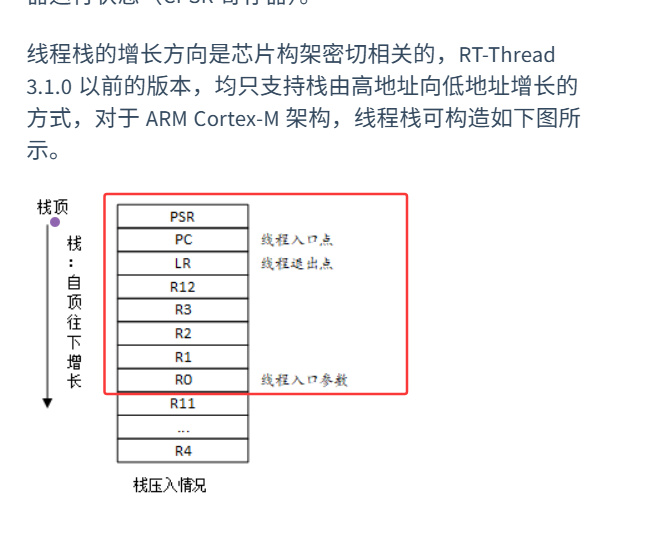 线程栈的增长方向是芯片构架密切相关的，RT-Thread
3.1.0 以前的版本，均只支持栈由高地址向低地址增长的
方式，对于 ARM Cortex-M 架构，线程栈可构造如下图所
示。
栈顶
栈：自顶往下增长
PSR
PC 线程入口点
LR 线程退出点
R12
R3
R2
R1
R0 线程入口参数
R11
...
R4
栈压入情况